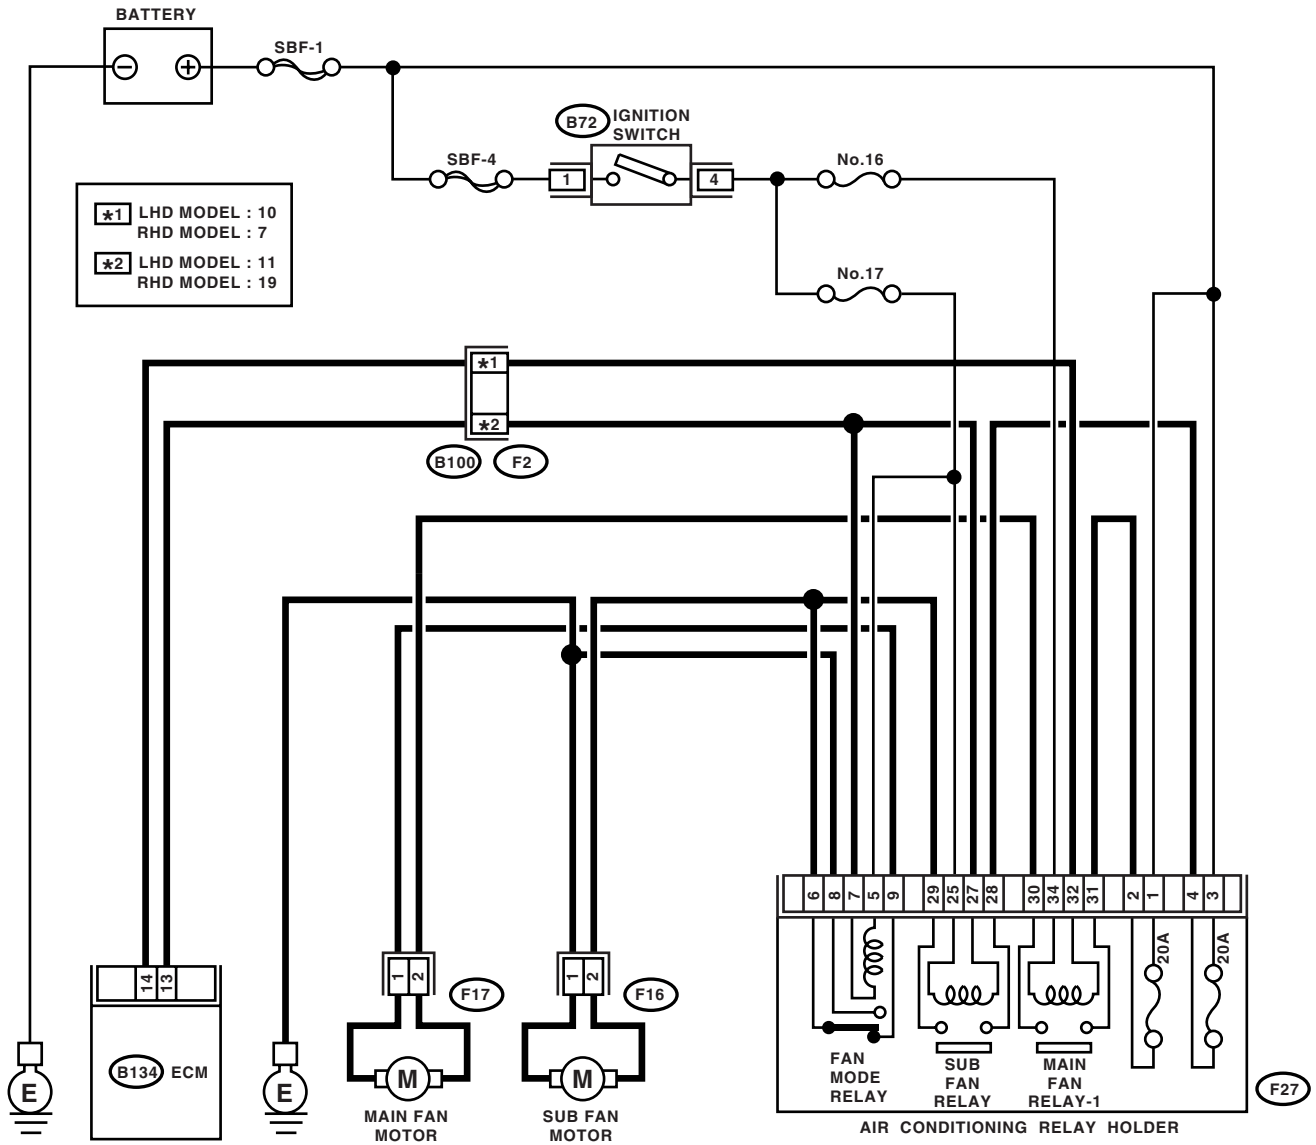 BATTERY
SBF-1
B72
IGNITION
SWITCH
SBF-4
1
4
No.16
*1 LHD MODEL : 10
RHD MODEL : 7
*2 LHD MODEL : 11
RHD MODEL : 19
No.17
*1
*2
B100
F2
6 8 7 5 9 29 25 27 28 30 34 32 31 2 1 4 3
20A
20A
14 13
1 2
F17
1 2
F16
B134 ECM
E
E
M
M
MAIN FAN
MOTOR
SUB FAN
MOTOR
FAN
MODE
RELAY
SUB
FAN
RELAY
MAIN
FAN
RELAY-1
F27
AIR CONDITIONING RELAY HOLDER